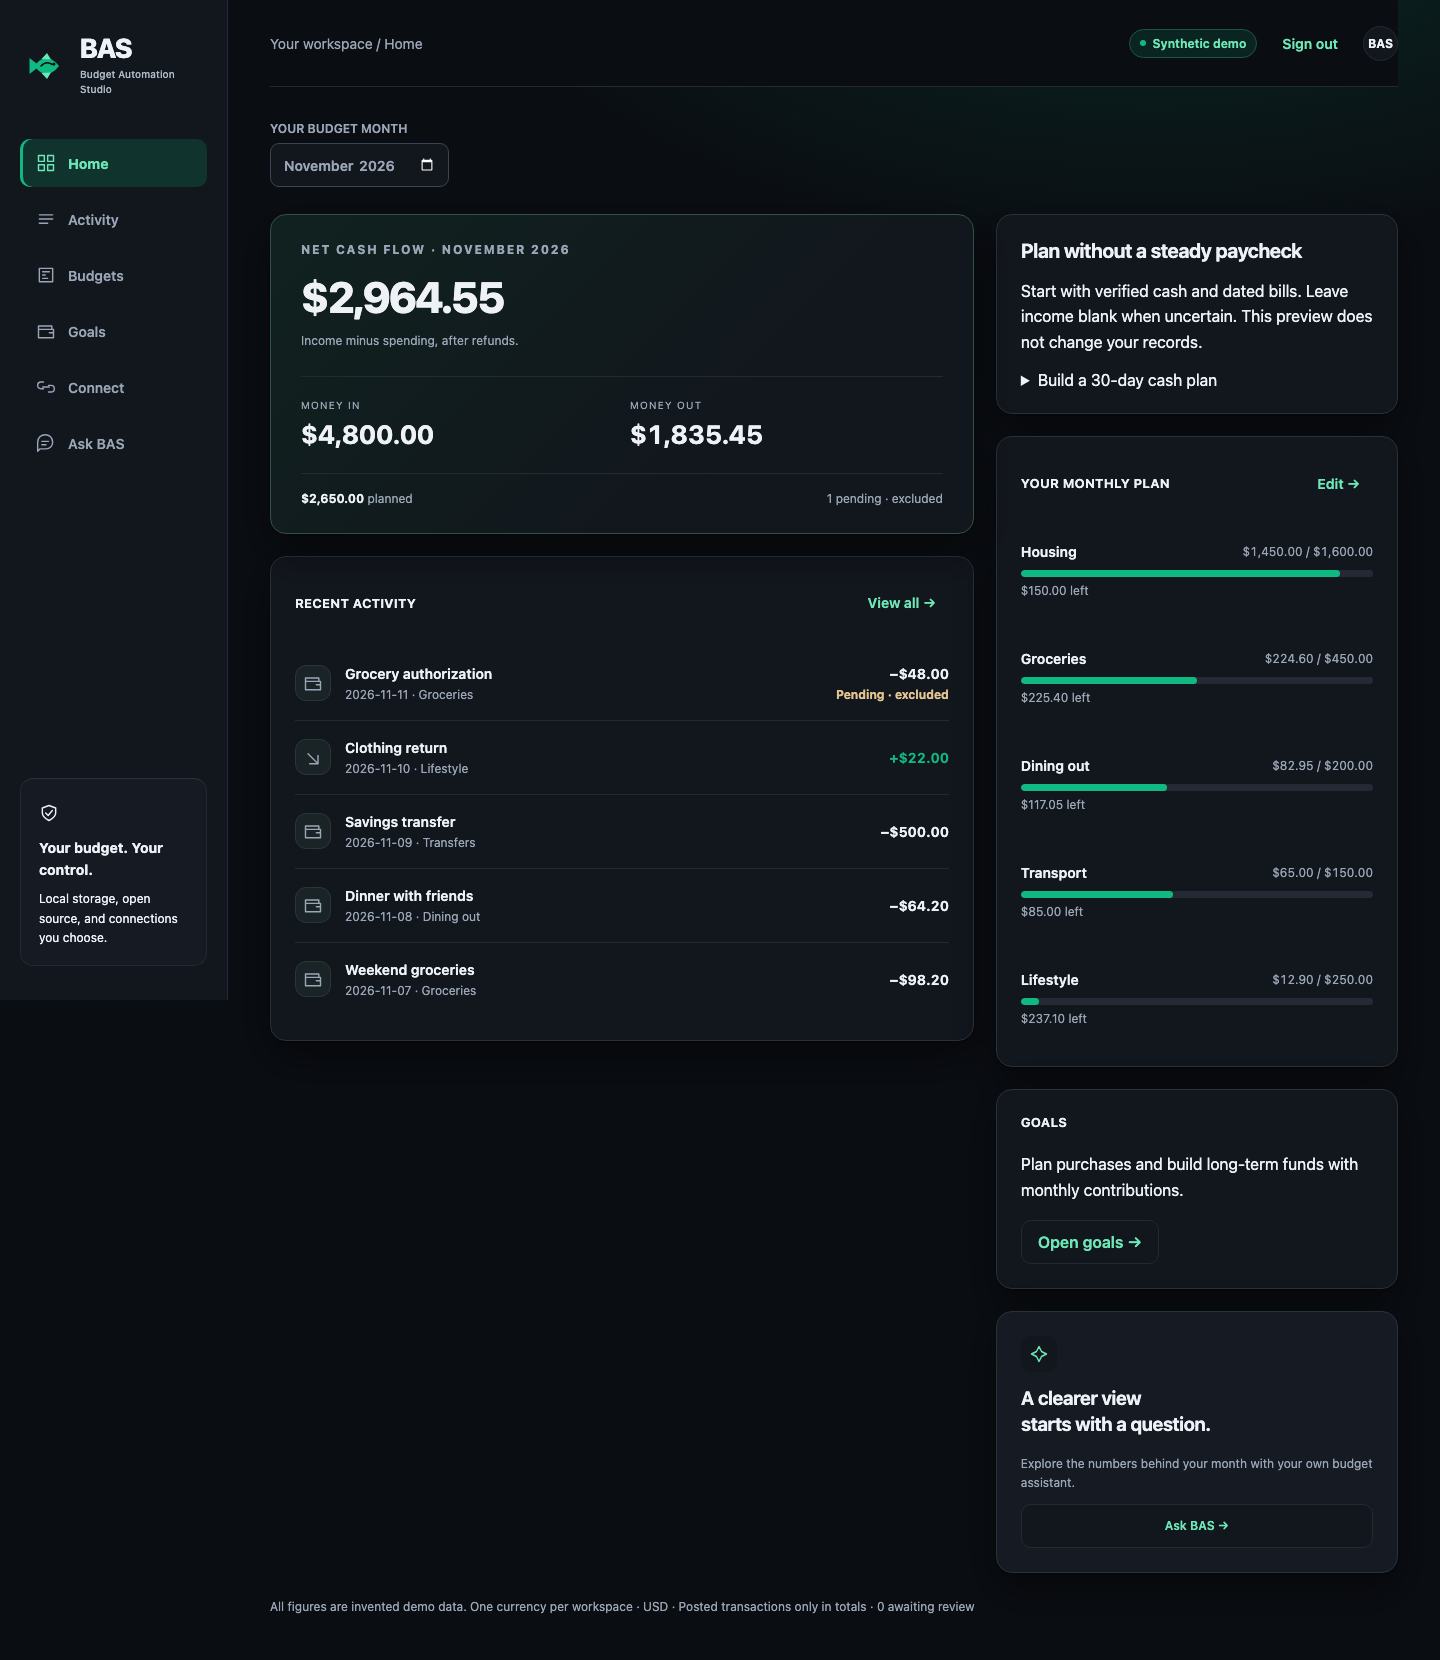 BAS
Budget Automation
Studio
Home
Activity
Budgets
Goals
Connect
Ask BAS
Your budget. Your
control.
Local storage, open
source, and connections
you choose.
Your workspace / Home
Synthetic demo
Sign out
BAS
YOUR BUDGET MONTH
November 2026
NET CASH FLOW · NOVEMBER 2026
$2,964.55
Income minus spending, after refunds.
MONEY IN
$4,800.00
MONEY OUT
$1,835.45
$2,650.00 planned
1 pending · excluded
RECENT ACTIVITY
View all →
Grocery authorization
2026-11-11 · Groceries
−$48.00
Pending · excluded
Clothing return
2026-11-10 · Lifestyle
+$22.00
Savings transfer
2026-11-09 · Transfers
−$500.00
Dinner with friends
2026-11-08 · Dining out
−$64.20
Weekend groceries
2026-11-07 · Groceries
−$98.20
Plan without a steady paycheck
Start with verified cash and dated bills. Leave
income blank when uncertain. This preview does
not change your records.
▶ Build a 30-day cash plan
YOUR MONTHLY PLAN
Edit →
Housing
$1,450.00 / $1,600.00
$150.00 left
Groceries
$224.60 / $450.00
$225.40 left
Dining out
$82.95 / $200.00
$117.05 left
Transport
$65.00 / $150.00
$85.00 left
Lifestyle
$12.90 / $250.00
$237.10 left
GOALS
Plan purchases and build long-term funds with
monthly contributions.
Open goals →
A clearer view
starts with a question.
Explore the numbers behind your month with your own budget
assistant.
Ask BAS →
All figures are invented demo data. One currency per workspace · USD · Posted transactions only in totals · 0 awaiting review